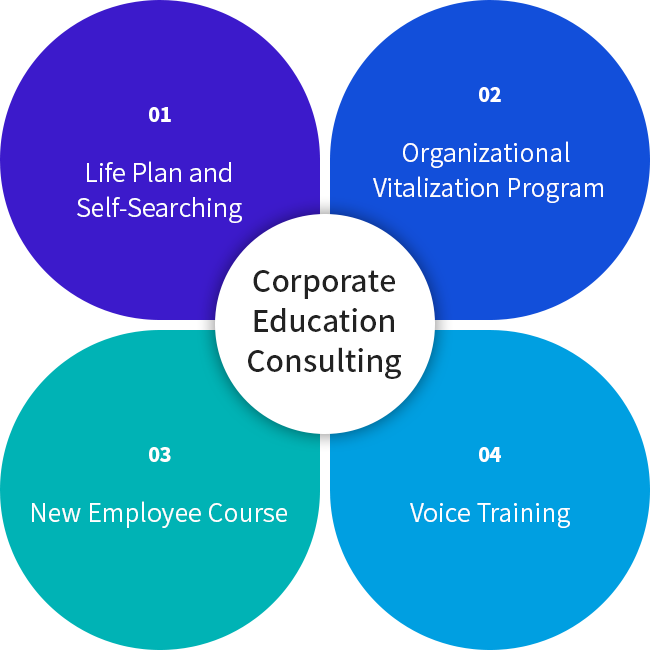 01
Life Plan and
Self-Searching
02
Organizational
Vitalization Program
Corporate
Education
Consulting
03
New Employee Course
04
Voice Training